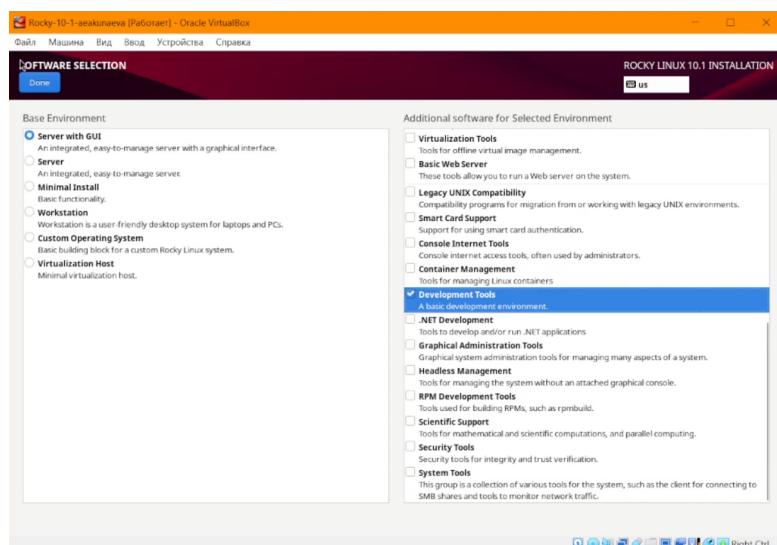 Rocky-10-1-aeakunaeva [Работает] - Oracle VirtualBox
Файл Машина Вид Ввод Устройства Справка
SOFTWARE SELECTION
ROCKY LINUX 10.1 INSTALLATION
Done
us
Base Environment
Server with GUI
An integrated, easy-to-manage server with a graphical interface.
Server
An integrated, easy-to-manage server.
Minimal Install
Basic functionality.
Workstation
Workstation is a user-friendly desktop system for laptops and PCs.
Custom Operating System
Basic building block for a custom Rocky Linux system.
Virtualization Host
Minimal virtualization host.
Additional software for Selected Environment
Virtualization Tools
Tools for offline virtual image management.
Basic Web Server
These tools allow you to run a Web server on the system.
Legacy UNIX Compatibility
Compatibility programs for migration from or working with legacy UNIX environments.
Smart Card Support
Support for using smart card authentication.
Console Internet Tools
Console internet access tools, often used by administrators.
Container Management
Tools for managing Linux containers
Development Tools
A basic development environment.
.NET Development
Tools to develop and/or run .NET applications
Graphical Administration Tools
Graphical system administration tools for managing many aspects of a system.
Headless Management
Tools for managing the system without an attached graphical console.
RPM Development Tools
Tools used for building RPMs, such as rpmbuild.
Scientific Support
Tools for mathematical and scientific computations, and parallel computing.
Security Tools
Security tools for integrity and trust verification.
System Tools
This group is a collection of various tools for the system, such as the client for connecting to
SMB shares and tools to monitor network traffic.
Right Ctrl